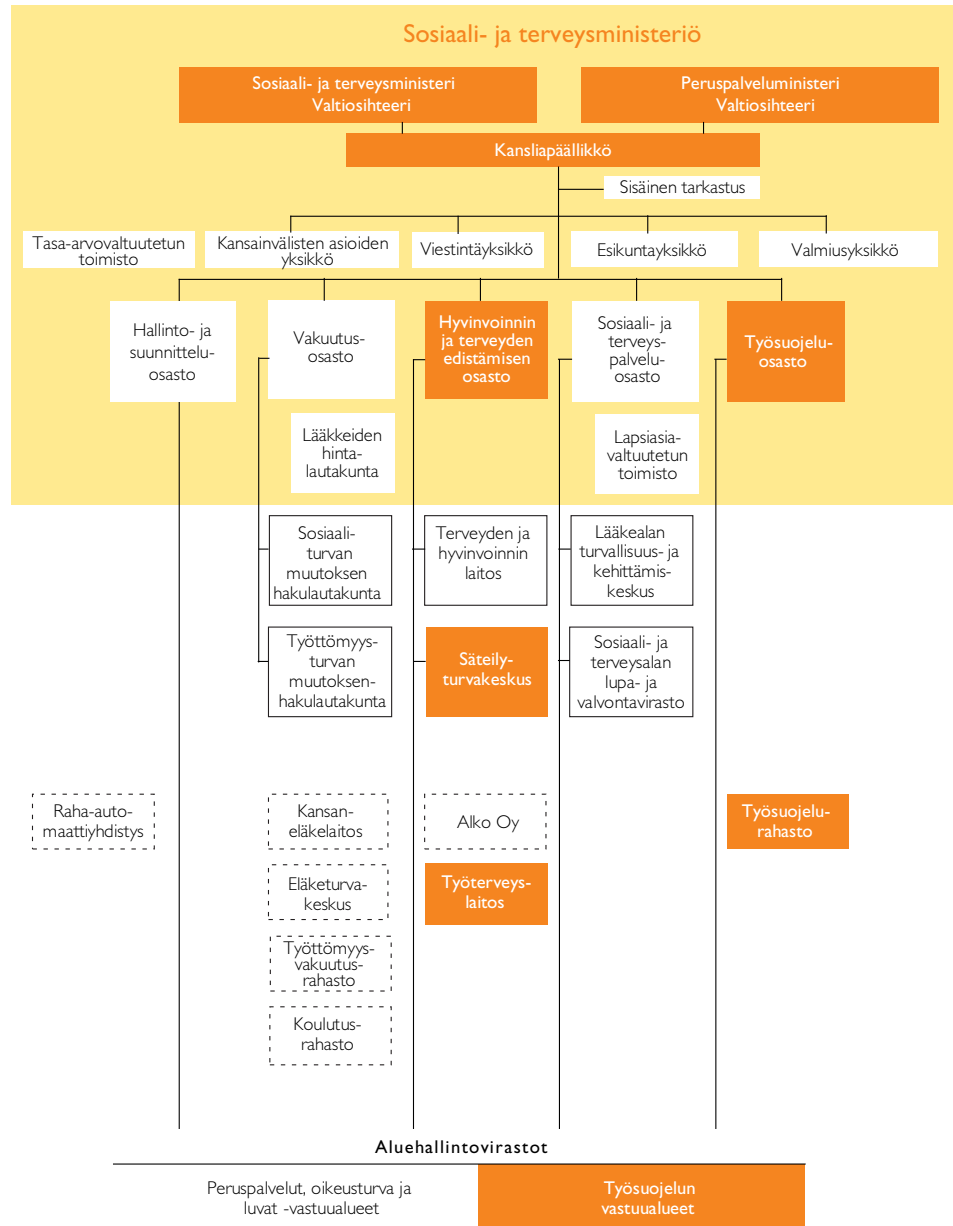 Sosiaali- ja terveysministeriö
Sosiaali- ja terveysministeri
Valtiosihteeri
Peruspalveluministeri
Valtiosihteeri
Kansliapäällikkö
Sisäinen tarkastus
Tasa-arvovaltuutetun
toimisto
Kansainvälisten asioiden
yksikkö
Viestintäyksikkö
Esikuntayksikkö
Valmiusyksikkö
Hallinto- ja
suunnittelu-
osasto
Vakuutus-
osasto
Hyvinvoinnin
ja terveyden
edistämisen
osasto
Sosiaali- ja
terveys-
palvelu-
osasto
Työsuojelu-
osasto
Lääkkeiden
hinta-
lautakunta
Lapsiasia-
valtuutetun
toimisto
Sosiaali-
turvan
muutoksen
hakulautakunta
Terveyden ja
hyvinvoinnin
laitos
Lääkealan
turvallisuus- ja
kehittämis-
keskus
Työttömyys-
turvan
muutoksen-
hakulautakunta
Säteily-
turvakeskus
Sosiaali- ja
terveysalan
lupa- ja
valvontavirasto
Raha-auto-
maattiyhdistys
Kansan-
eläkelaitos
Alko Oy
Työsuojelu-
rahasto
Eläketurva-
keskus
Työterveys-
laitos
Työttömyys-
vakuutus-
rahasto
Koulutus-
rahasto
Aluehallintovirastot
Peruspalvelut, oikeusturva ja
luvat -vastuualueet
Työsuojelun
vastuualueet